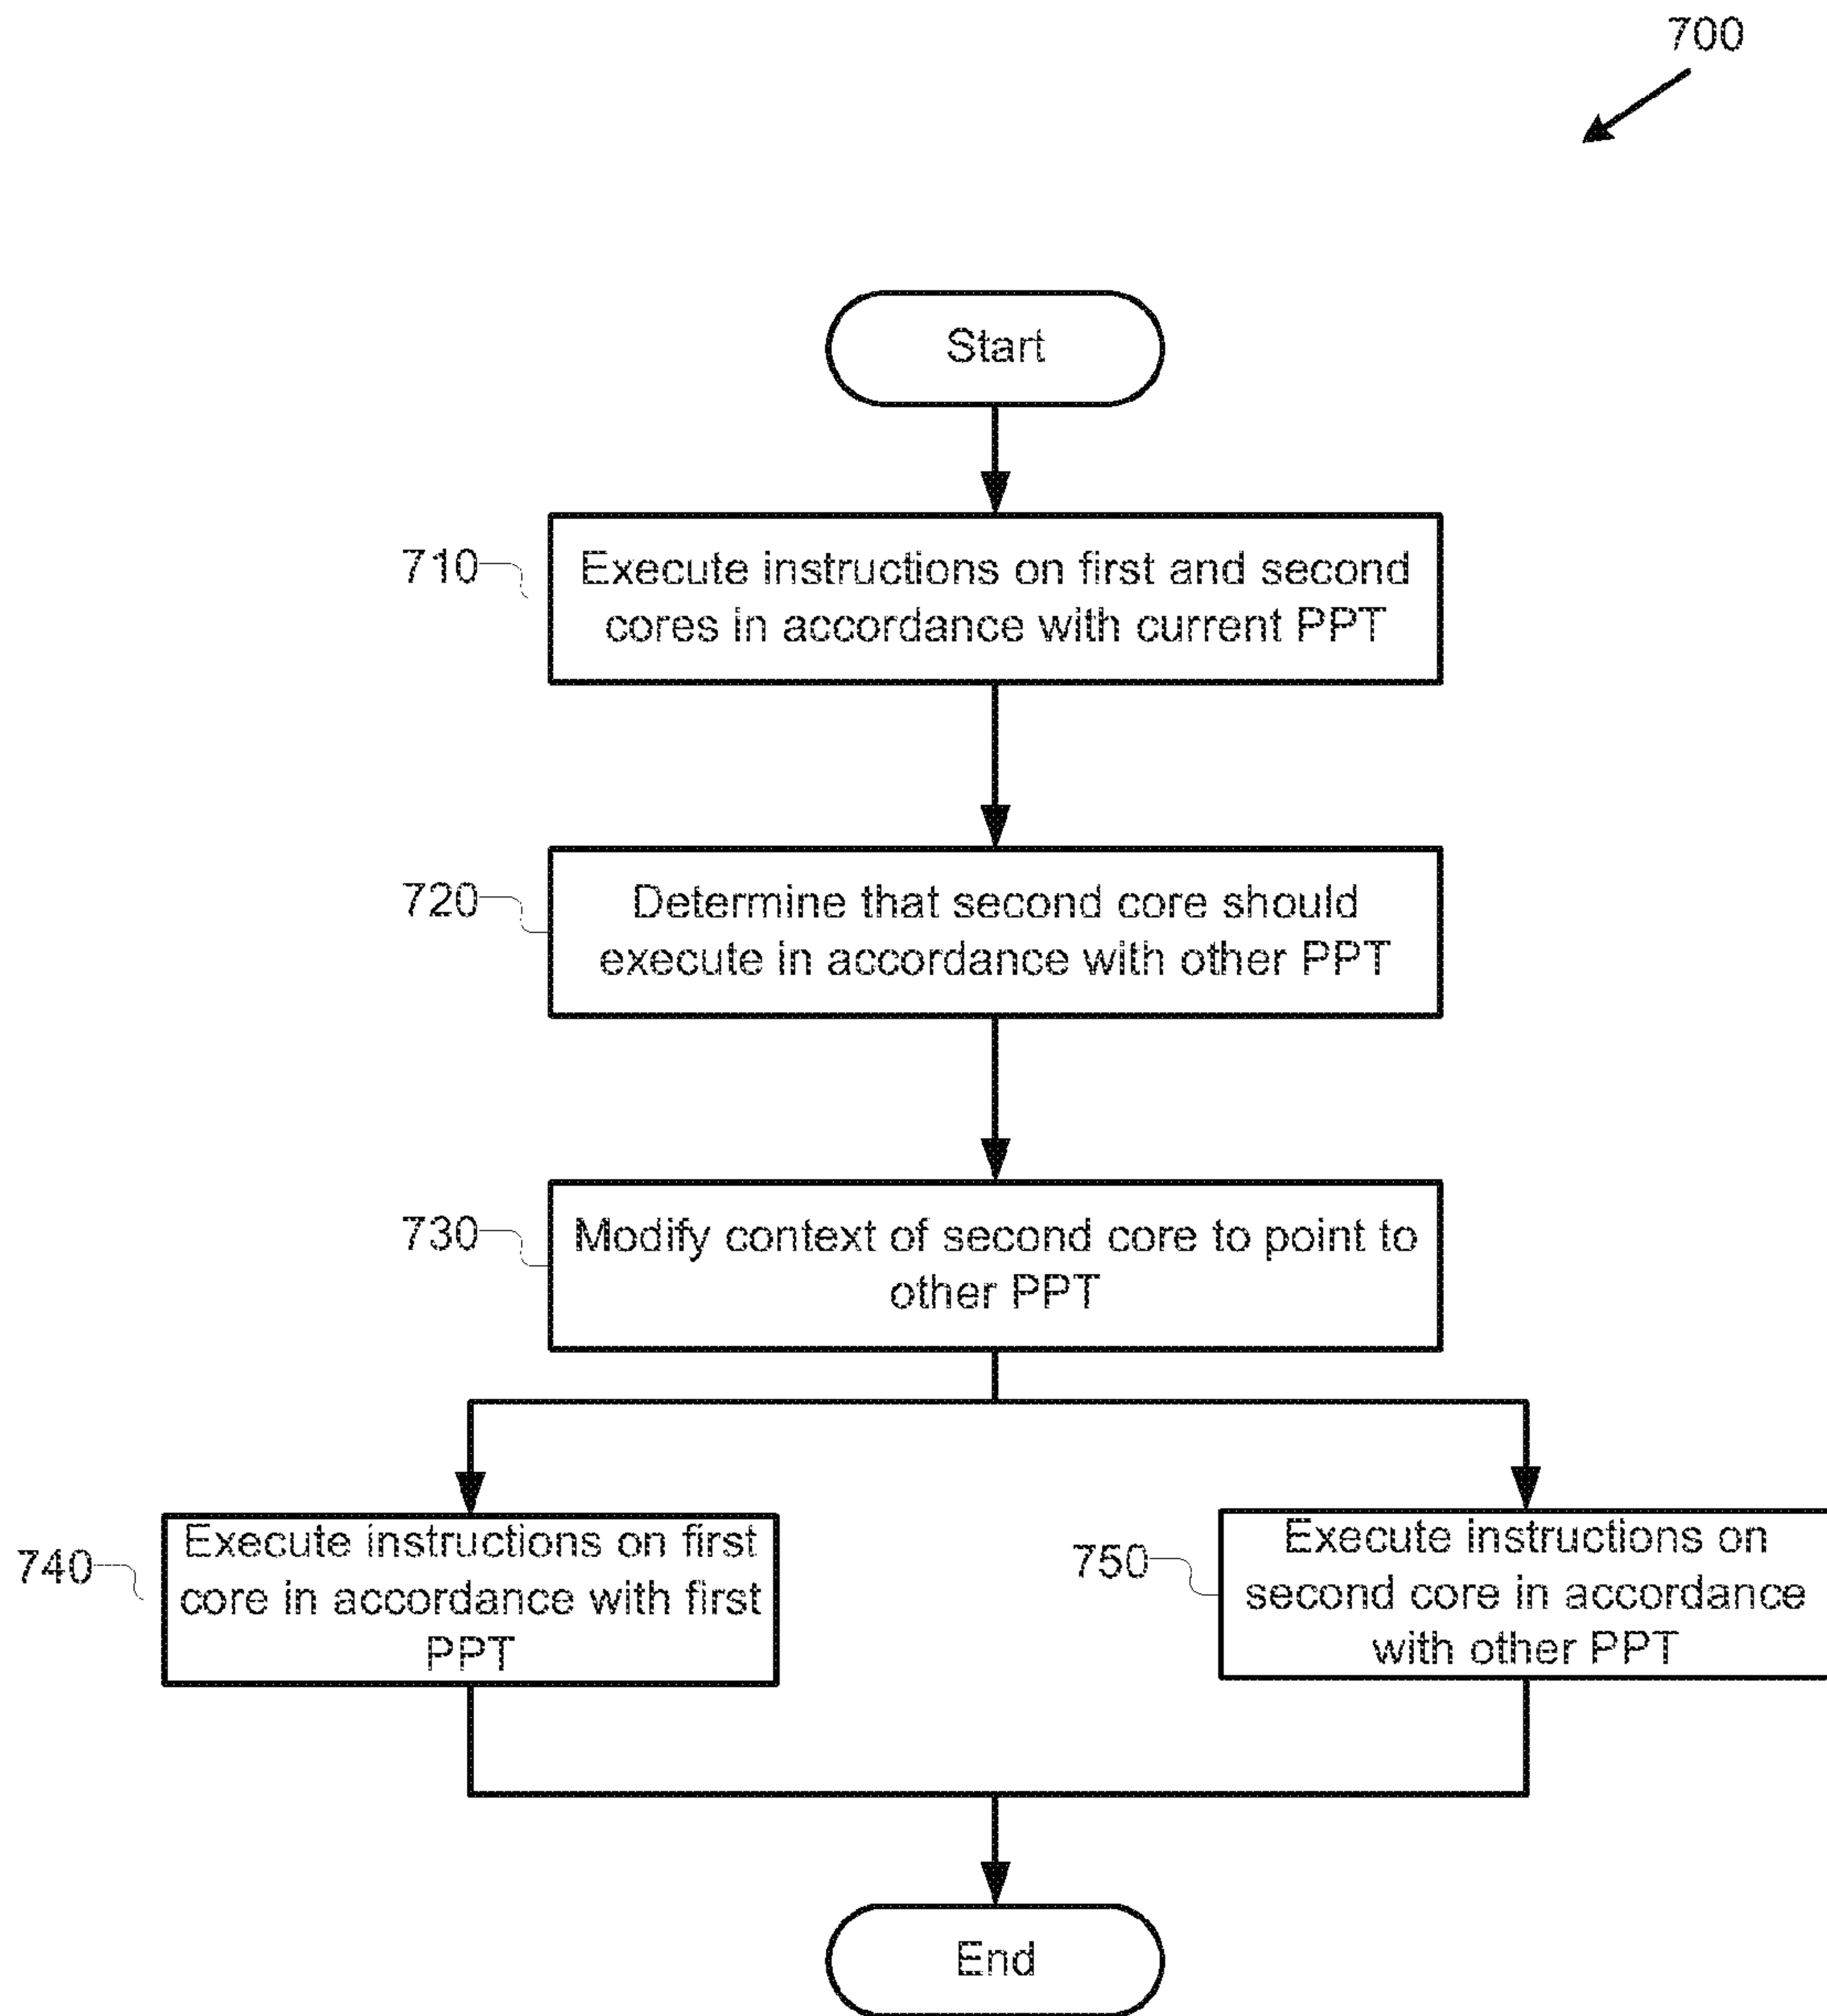 700
Start
710
Execute instructions on first and second
cores in accordance with current PPT
720
Determine that second core should
execute in accordance with other PPT
730
Modify context of second core to point to
other PPT
740
Execute instructions on first
core in accordance with first
PPT
750
Execute instructions on
second core in accordance
with other PPT
End